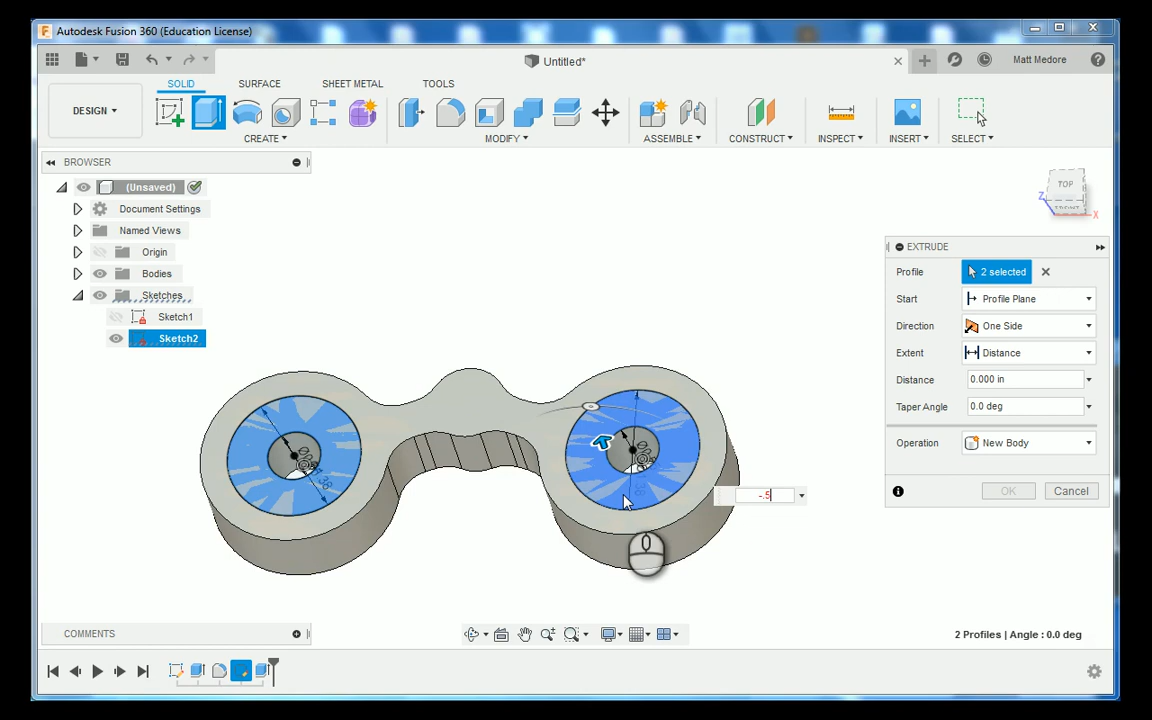 Autodesk Fusion 360 (Education License)
Untitled*
Matt Medore
SOLID SURFACE SHEET METAL TOOLS
DESIGN
CREATE MODIFY ASSEMBLE CONSTRUCT INSPECT INSERT SELECT
BROWSER
(Unsaved)
Document Settings
Named Views
Origin
Bodies
Sketches
Sketch1
Sketch2
TOP
FRONT
Z
X
EXTRUDE
Profile 2 selected
Start Profile Plane
Direction One Side
Extent Distance
Distance 0.000 in
Taper Angle 0.0 deg
Operation New Body
OK Cancel
-.5
COMMENTS
2 Profiles | Angle : 0.0 deg